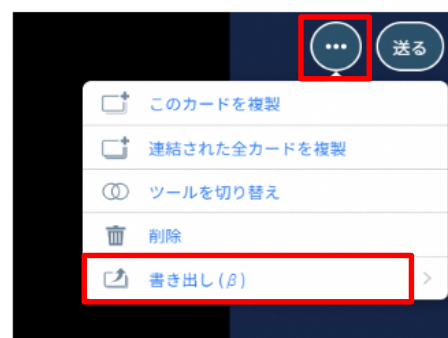 送る
このカードを複製
連結された全カードを複製
ツールを切り替え
削除
書き出し(β)